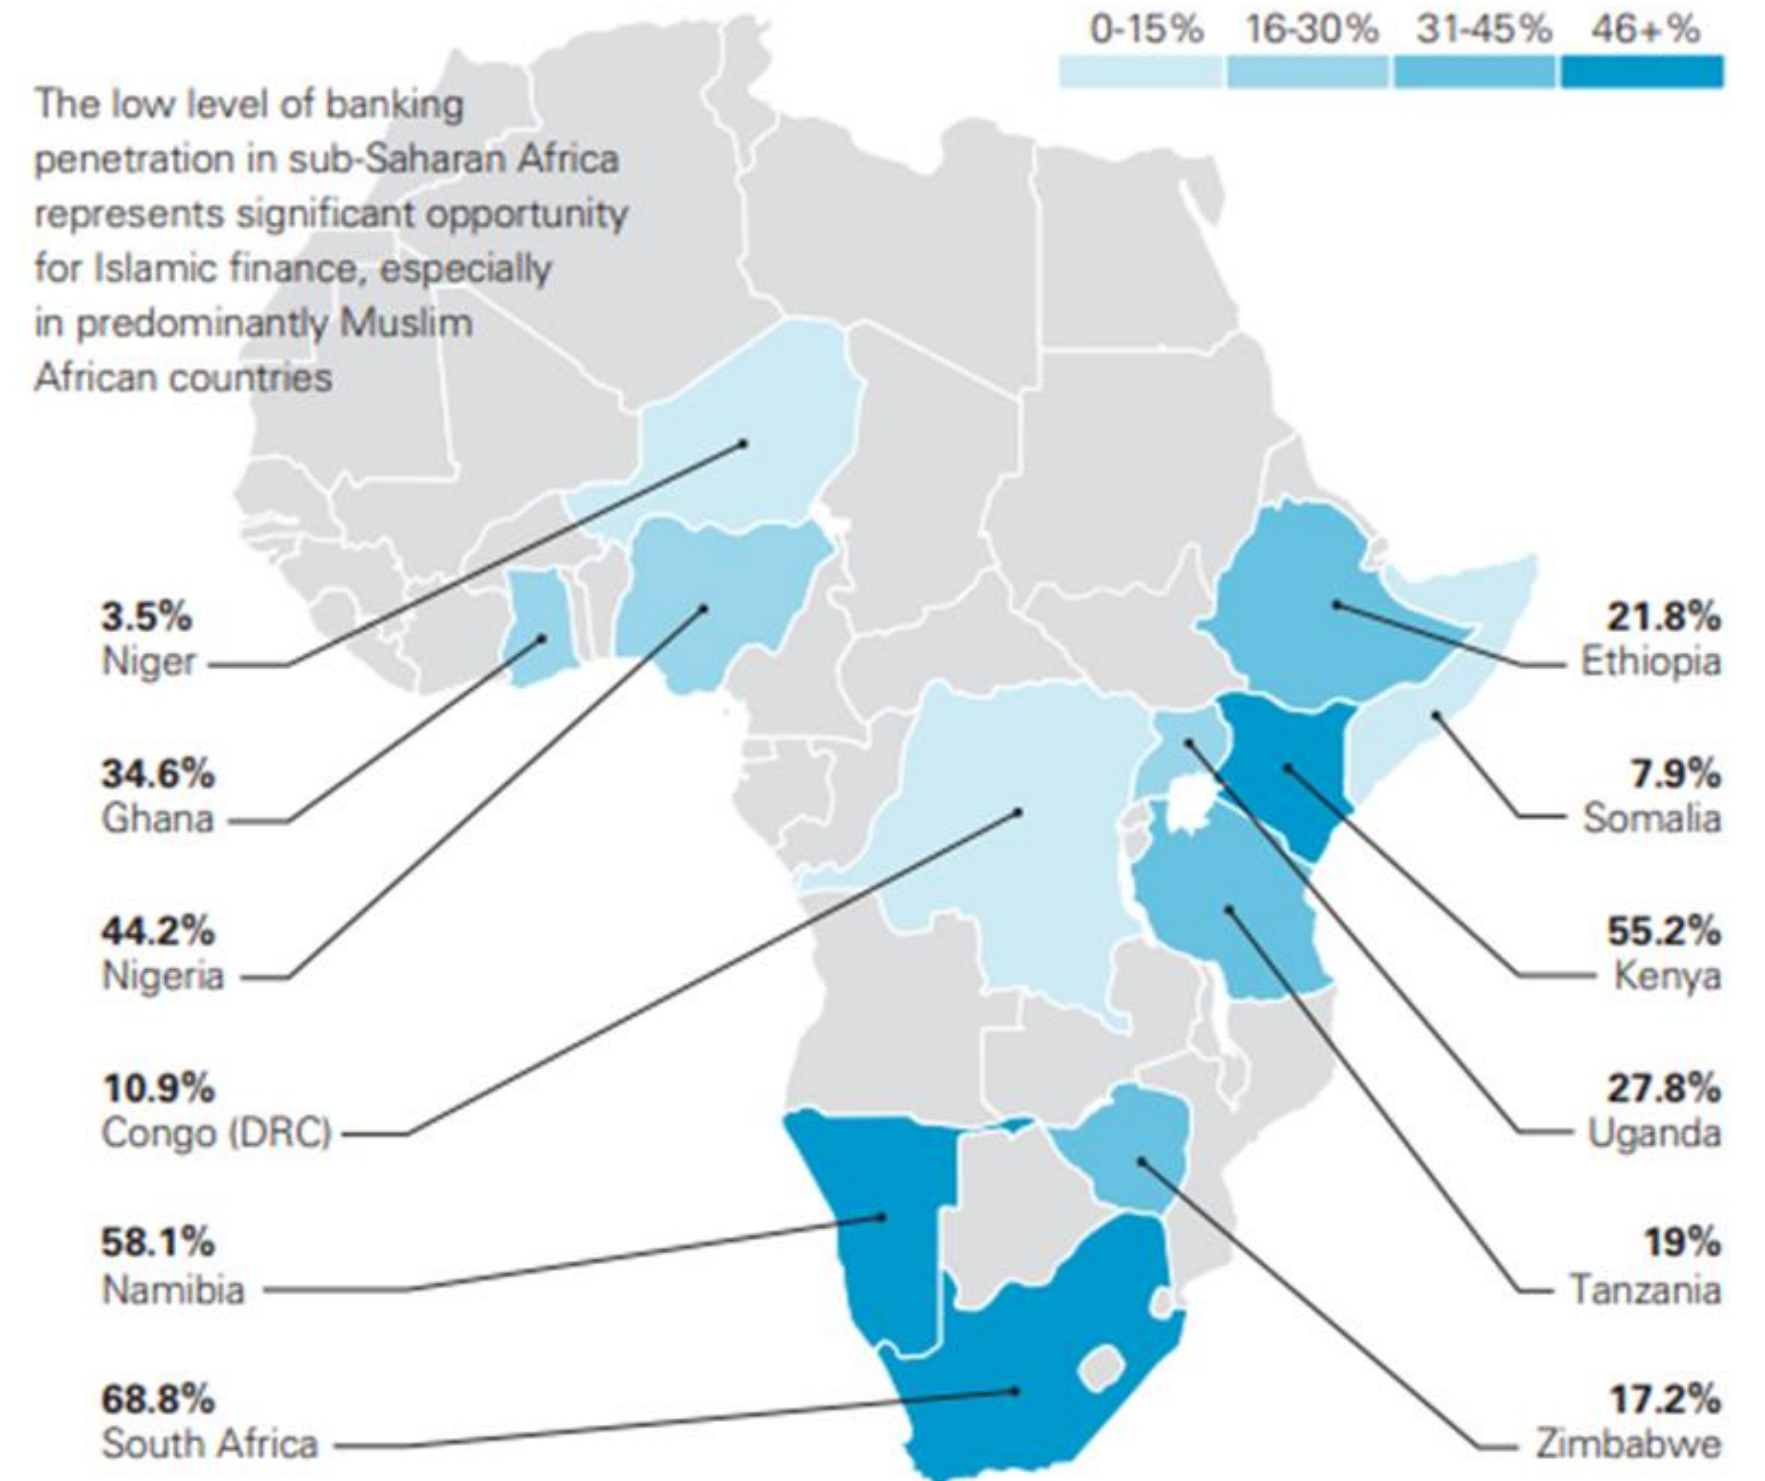 0-15% 16-30% 31-45% 46+%
The low level of banking
penetration in sub-Saharan Africa
represents significant opportunity
for Islamic finance, especially
in predominantly Muslim
African countries
3.5%
Niger
34.6%
Ghana
44.2%
Nigeria
10.9%
Congo (DRC)
58.1%
Namibia
68.8%
South Africa
21.8%
Ethiopia
7.9%
Somalia
55.2%
Kenya
27.8%
Uganda
19%
Tanzania
17.2%
Zimbabwe